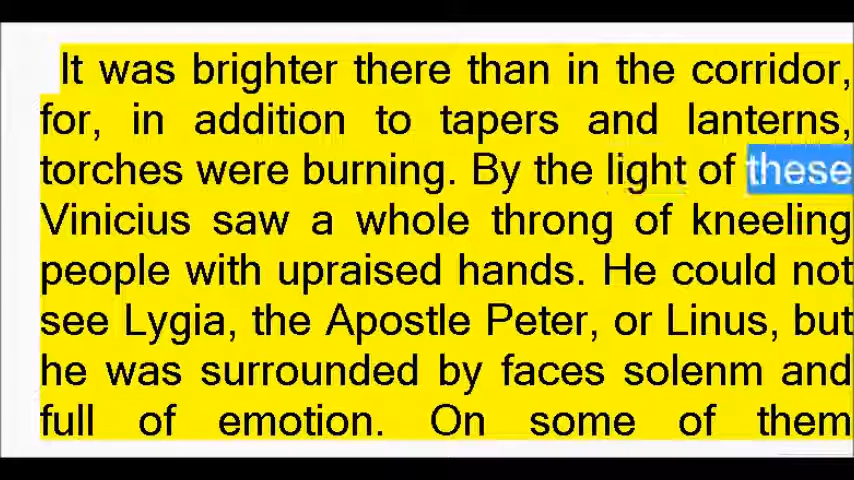 It was brighter there than in the corridor,
for, in addition to tapers and lanterns,
torches were burning. By the light of these
Vinicius saw a whole throng of kneeling
people with upraised hands. He could not
see Lygia, the Apostle Peter, or Linus, but
he was surrounded by faces solenm and
full of emotion. On some of them